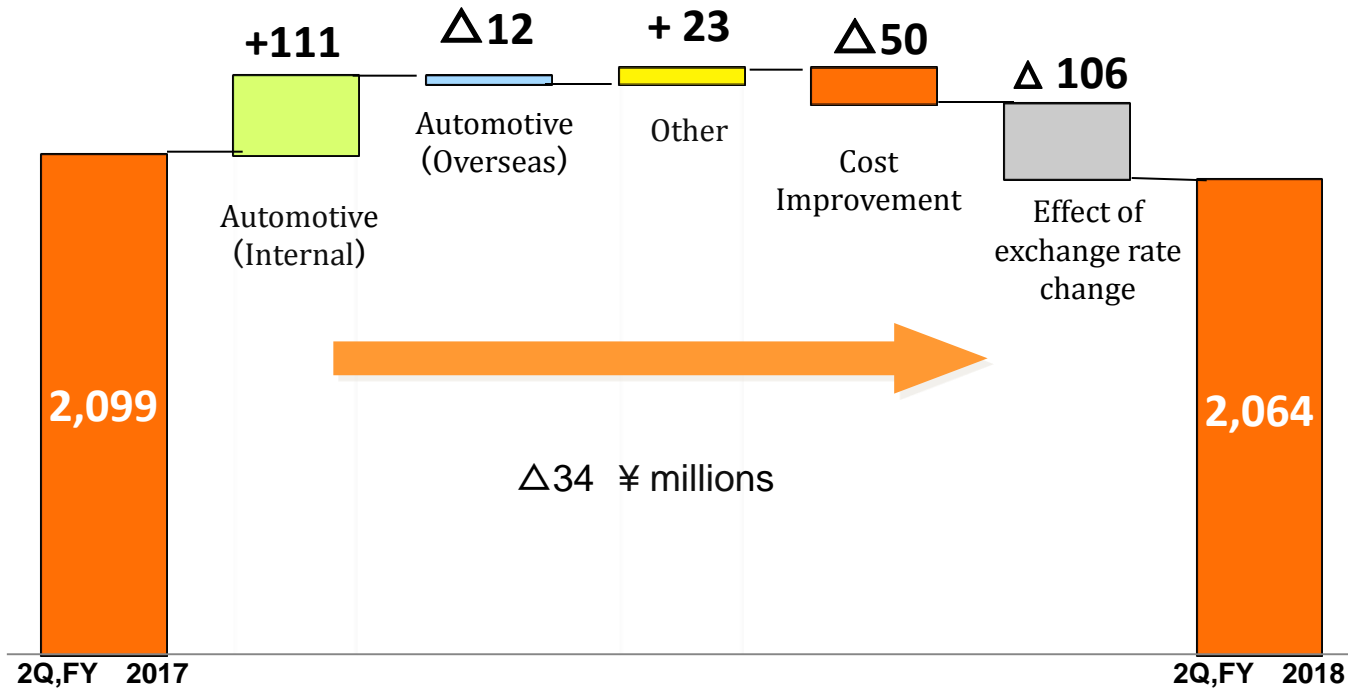 +111
△12
+ 23
△50
△ 106
Automotive
(Internal)
Automotive
(Overseas)
Other
Cost
Improvement
Effect of
exchange rate
change
2,099
2,064
△34 ¥ millions
2Q,FY 2017
2Q,FY 2018